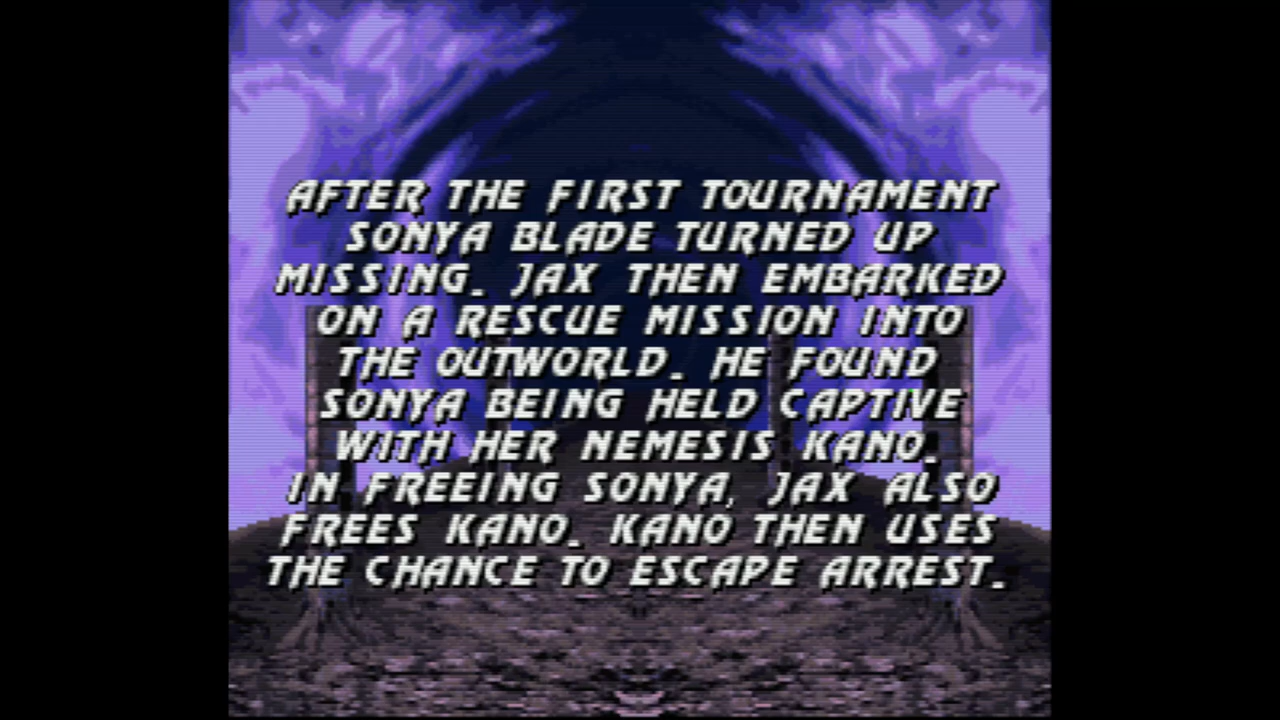 AFTER THE FIRST TOURNAMENT
SONYA BLADE TURNED UP
MISSING. JAX THEN EMBARKED
ON A RESCUE MISSION INTO
THE OUTWORLD. HE FOUND
SONYA BEING HELD CAPTIVE
WITH HER NEMESIS KANO.
IN FREEING SONYA, JAX ALSO
FREES KANO. KANO THEN USES
THE CHANCE TO ESCAPE ARREST.